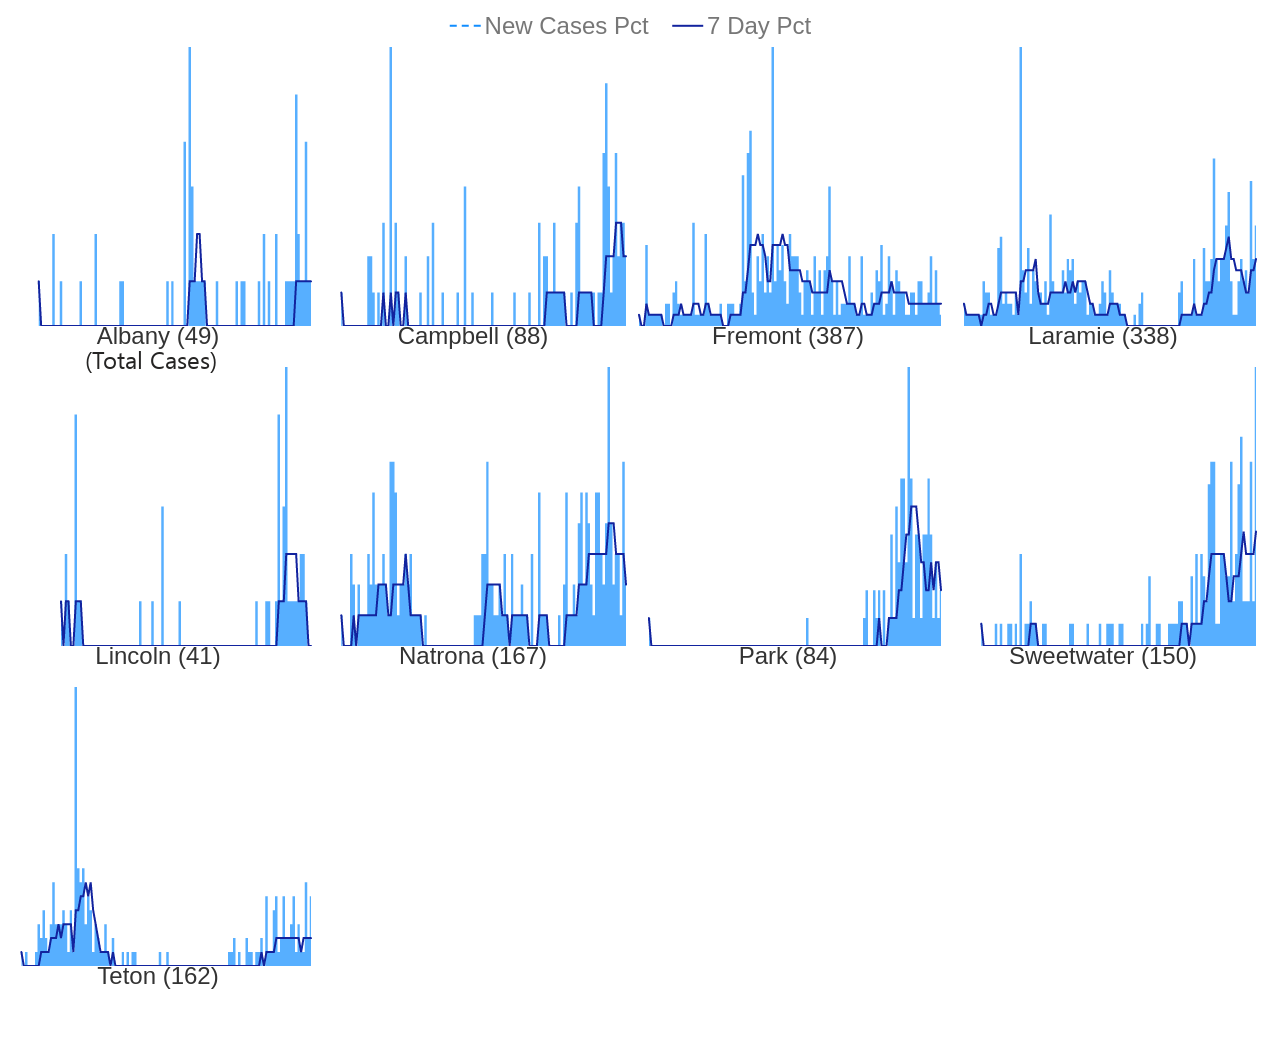 New Cases Pct 7 Day Pct
Albany (49) Campbell (88) Fremont (387) Laramie (338)
(Total Cases)
Lincoln (41) Natrona (167) Park (84) Sweetwater (150)
Teton (162)